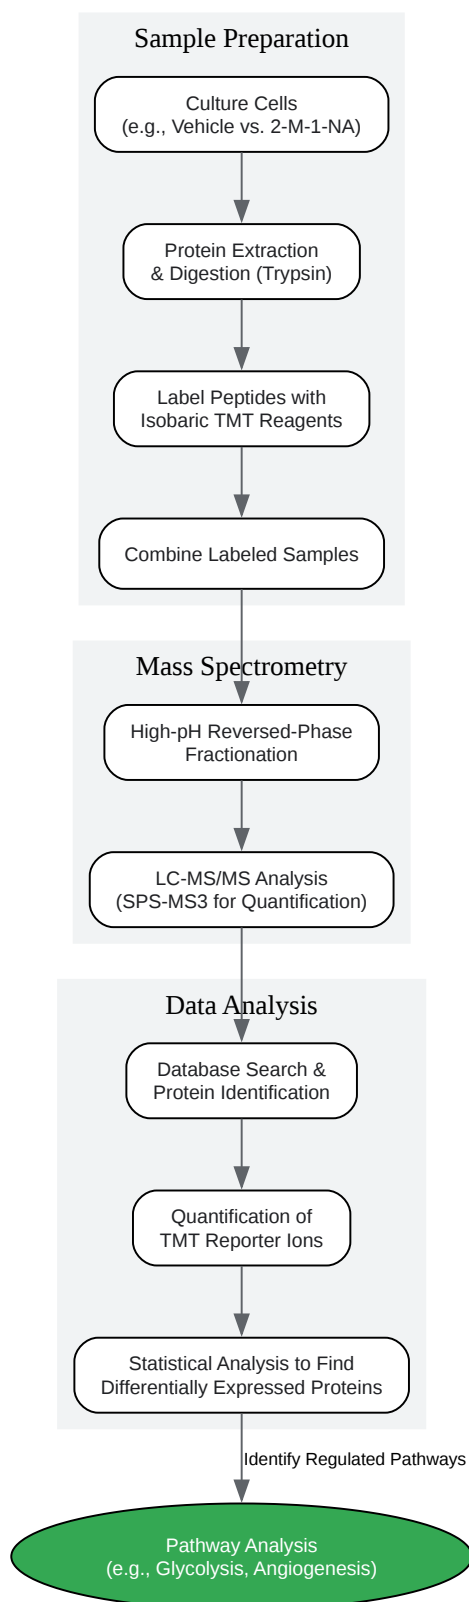 Sample Preparation
Culture Cells
(e.g., Vehicle vs. 2-M-1-NA)
Protein Extraction
& Digestion (Trypsin)
Label Peptides with
Isobaric TMT Reagents
Combine Labeled Samples
Mass Spectrometry
High-pH Reversed-Phase
Fractionation
LC-MS/MS Analysis
(SPS-MS3 for Quantification)
Data Analysis
Database Search &
Protein Identification
Quantification of
TMT Reporter Ions
Statistical Analysis to Find
Differentially Expressed Proteins
Identify Regulated Pathways
Pathway Analysis
(e.g., Glycolysis, Angiogenesis)